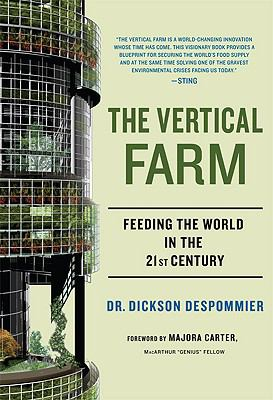 "THE VERTICAL FARM IS A WORLD-CHANGING INNOVATION
WHOSE TIME HAS COME. THIS VISIONARY BOOK PROVIDES A
BLUEPRINT FOR SECURING THE WORLD'S FOOD SUPPLY
AND AT THE SAME TIME SOLVING ONE OF THE GRAVEST
ENVIRONMENTAL CRISES FACING US TODAY."
—STING
THE VERTICAL
FARM
FEEDING THE WORLD
IN THE
21ST CENTURY
DR. DICKSON DESPOMMIER
FOREWORD BY MAJORA CARTER,
MACARTHUR "GENIUS" FELLOW